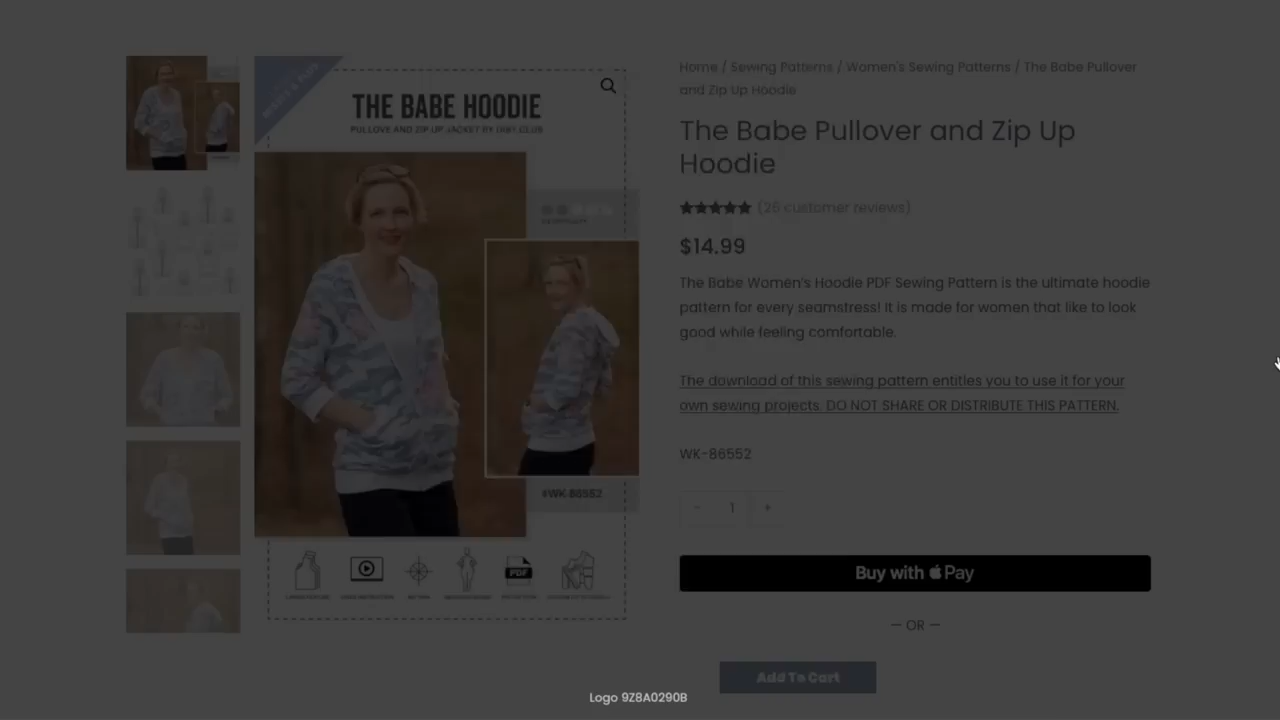 Home / Sewing Patterns / Women's Sewing Patterns / The Babe Pullover
and Zip Up Hoodie
THE BABE HOODIE
PULLOVE AND ZIP UP JACKET BY
The Babe Pullover and Zip Up
Hoodie
(26 customer reviews)
$14.99
The Babe Women's Hoodie PDF Sewing Pattern is the ultimate hoodie
pattern for every seamstress! It is made for women that like to look
good while feeling comfortable.
The download of this sewing pattern entitles you to use it for your
own sewing projects. DO NOT SHARE OR DISTRIBUTE THIS PATTERN.
WK-86552
#WK-86552
- 1 +
PDF
Buy with Pay
— OR —
Add To Cart
Logo 9Z8A0290B